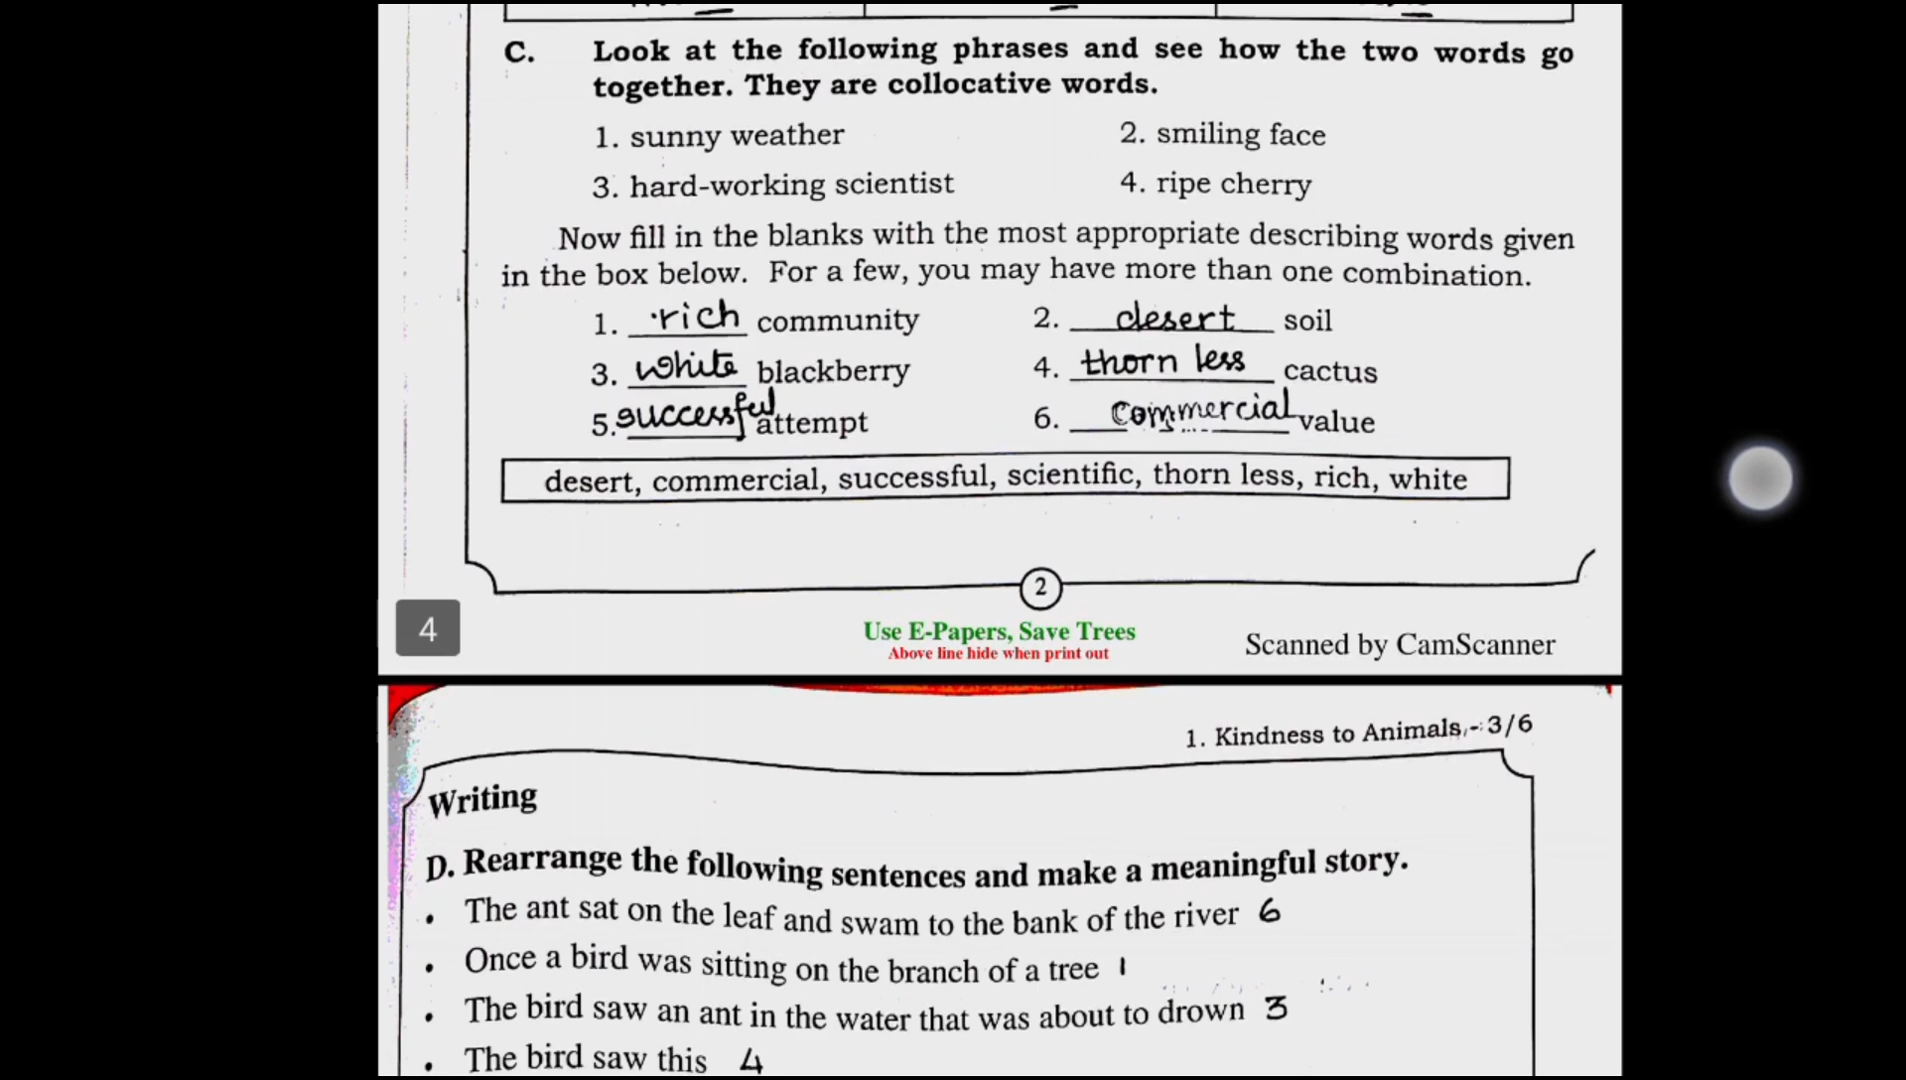 C. Look at the following phrases and see how the two words go
together. They are collocative words.
1. sunny weather 2. smiling face
3. hard-working scientist 4. ripe cherry
Now fill in the blanks with the most appropriate describing words given
in the box below. For a few, you may have more than one combination.
1. rich community 2. desert soil
3. white blackberry 4. thorn less cactus
5. successful attempt 6. commercial value
desert, commercial, successful, scientific, thorn less, rich, white
2
4
Use E-Papers, Save Trees
Above line hide when print out
Scanned by CamScanner
1. Kindness to Animals - 3/6
Writing
D. Rearrange the following sentences and make a meaningful story.
• The ant sat on the leaf and swam to the bank of the river 6
• Once a bird was sitting on the branch of a tree 1
• The bird saw an ant in the water that was about to drown 3
• The bird saw this 4